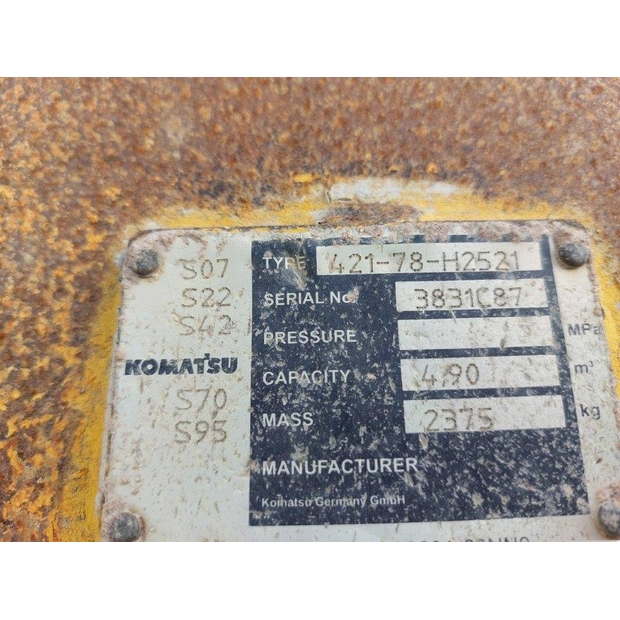 S07
S22
S42
KOMATSU
S70
S95
TYPE 421-78-H2521
SERIAL No. 3831C87
PRESSURE MPa
CAPACITY 4.90 m³
MASS 2375 kg
MANUFACTURER
Komatsu Germany GmbH